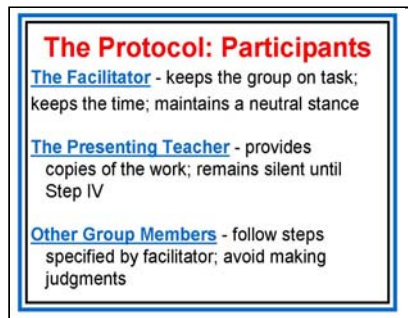 The Protocol: Participants
The Facilitator - keeps the group on task;
keeps the time; maintains a neutral stance
The Presenting Teacher - provides
copies of the work; remains silent until
Step IV
Other Group Members - follow steps
specified by facilitator; avoid making
judgments